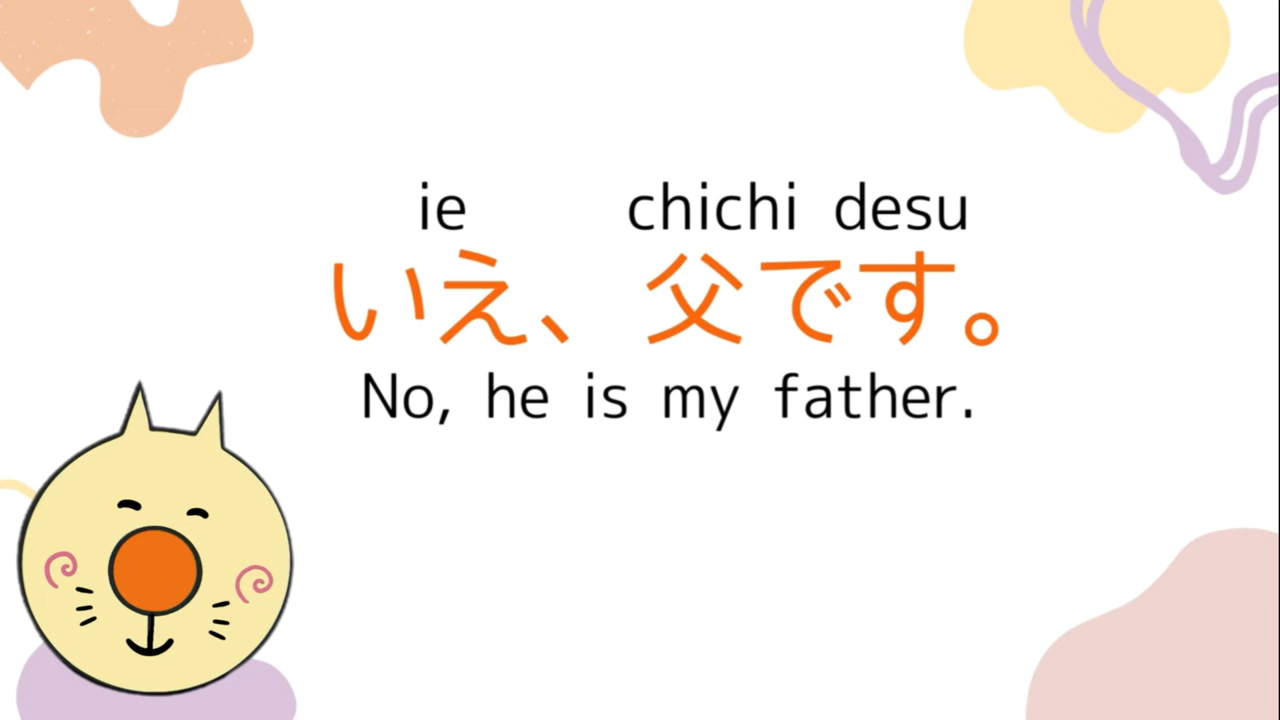 ie chichi desu
いえ、父です。
No, he is my father.